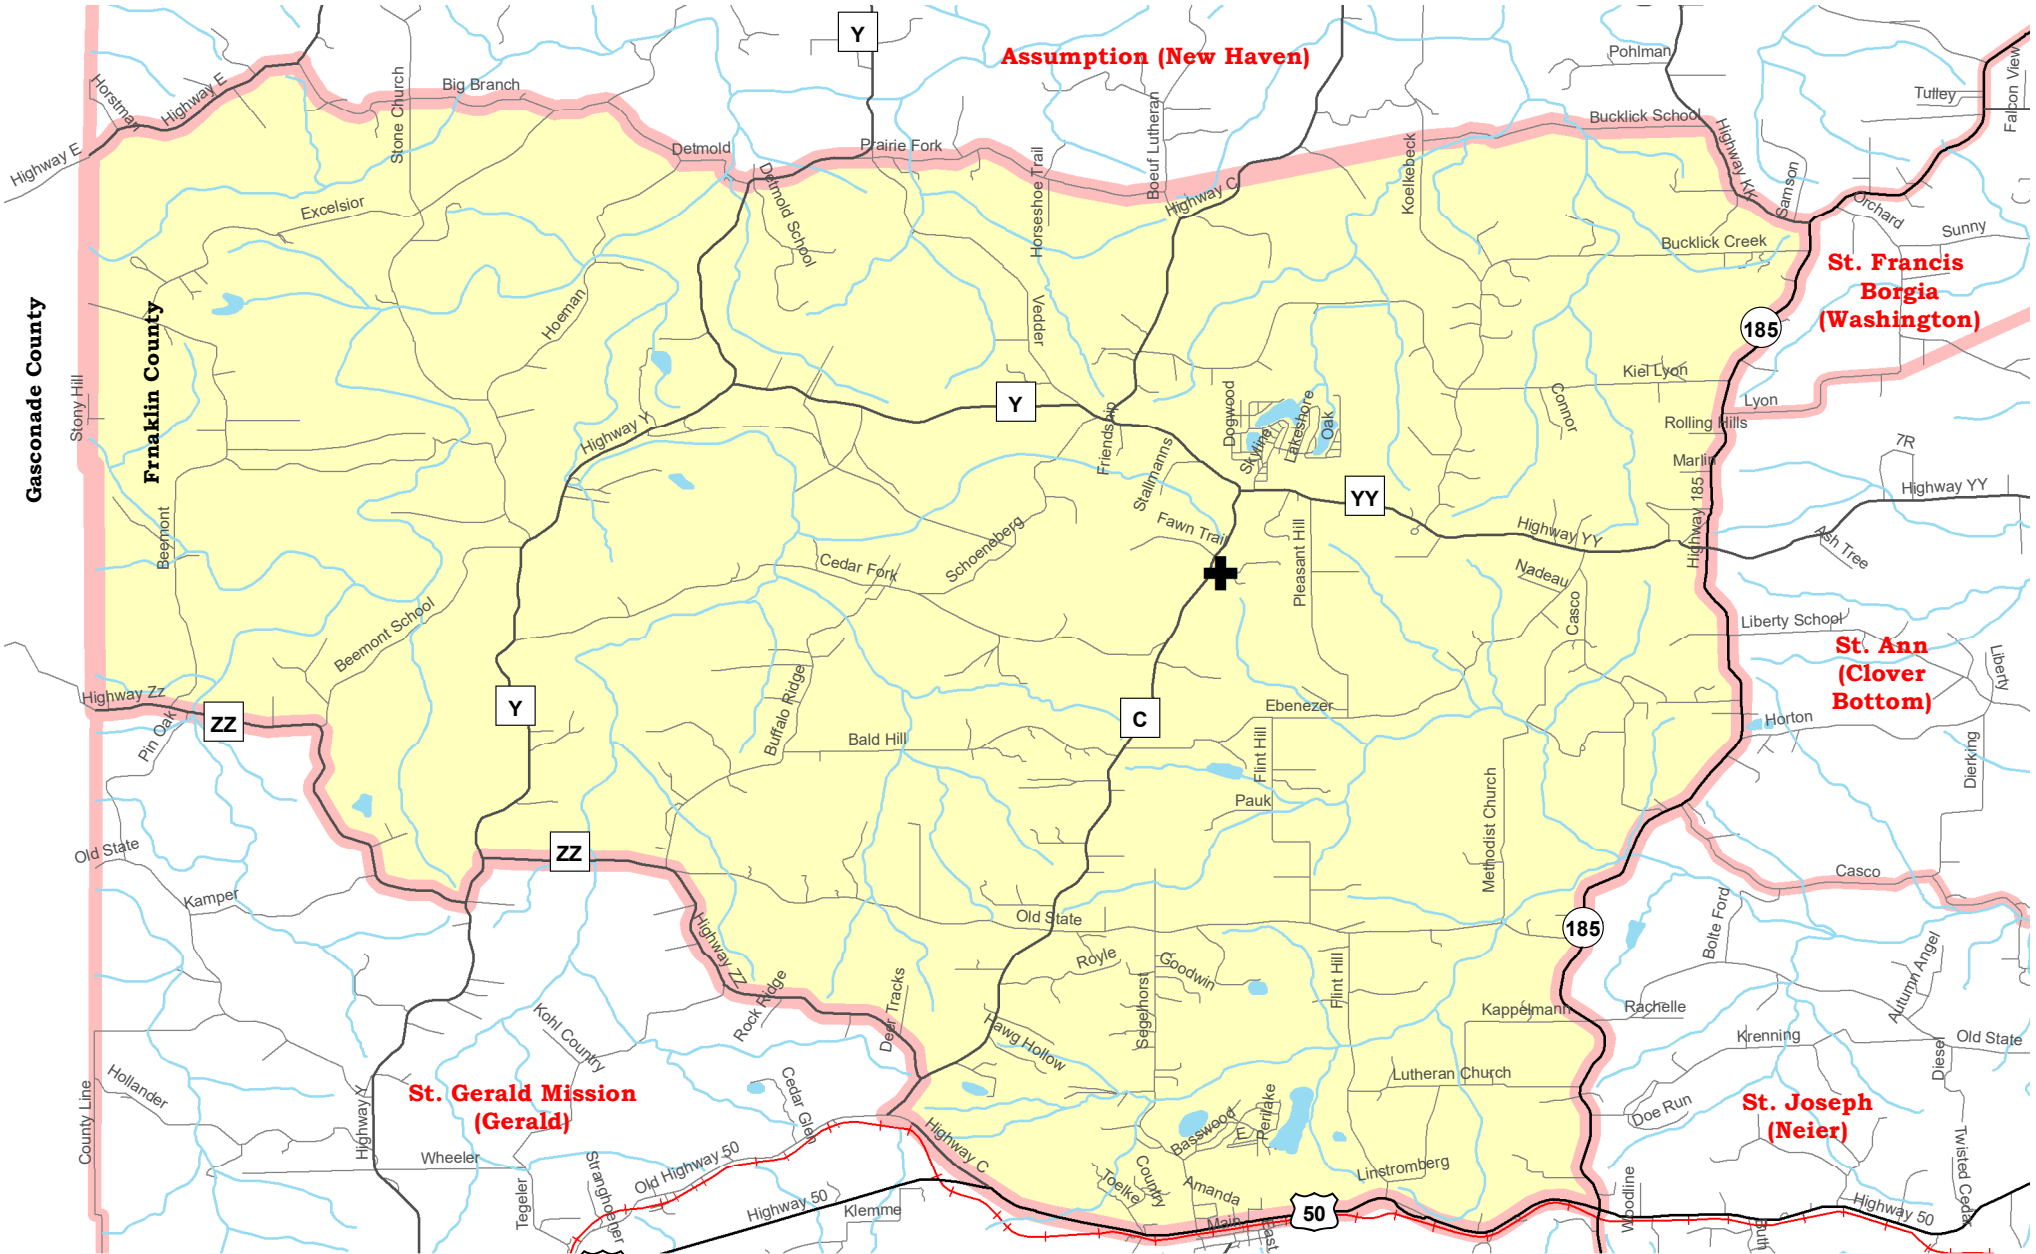 Y
Assumption (New Haven)
Pohlman
Falcon View
Tulley
Horstman
Highway E
Highway E
Stone Church
Big Branch
Detmold
Prairie Fork
Boeuf Lutheran
Koelkebeck
Bucklick School
Highway KK
Samson
Orchard
Sunny
Excelsior
Detmold School
Horseshoe Trail
Highway C
Bucklick Creek
St. Francis
Borgia
(Washington)
Gasconade County
Frnaklin County
Hoeman
Vedder
185
Stony Hill
Kiel Lyon
Connor
Lyon
Rolling Hills
Marlin
Y
Highway Y
Friendship
Stallmanns
Dogwood
Skyline
Lakeshore
Oak
7R
Highway YY
YY
Highway 185
Highway YY
Ash Tree
Beemont
Fawn Trail
Pleasant Hill
Schoeneberg
Cedar Fork
Nadeau
Casco
Beemont School
Liberty School
St. Ann
(Clover
Bottom)
Liberty
Highway Zz
ZZ
Pin Oak
Y
Buffalo Ridge
Bald Hill
C
Ebenezer
Flint Hill
Horton
Dierking
Pauk
Methodist Church
Old State
ZZ
Casco
Kamper
Old State
185
Bolte Ford
Autumn Angel
Highway ZZ
Rock Ridge
Deer Tracks
Royle
Goodwin
Segelhorst
Flint Hill
Kappelmann
Rachelle
Krenning
Old State
Diesel
Kohl Country
Hawg Hollow
Hollander
County Line
Highway Y
St. Gerald Mission
(Gerald)
Cedar Glen
Lutheran Church
Doe Run
St. Joseph
(Neier)
Basswood
E
Perilake
Highway C
Wheeler
Old Highway 50
Stranghoener
Tegeler
Toelke
Country
Amanda
Linstromberg
Twisted Cedar
Highway 50
Klemme
Main
East
50
Woodline
Highway 50